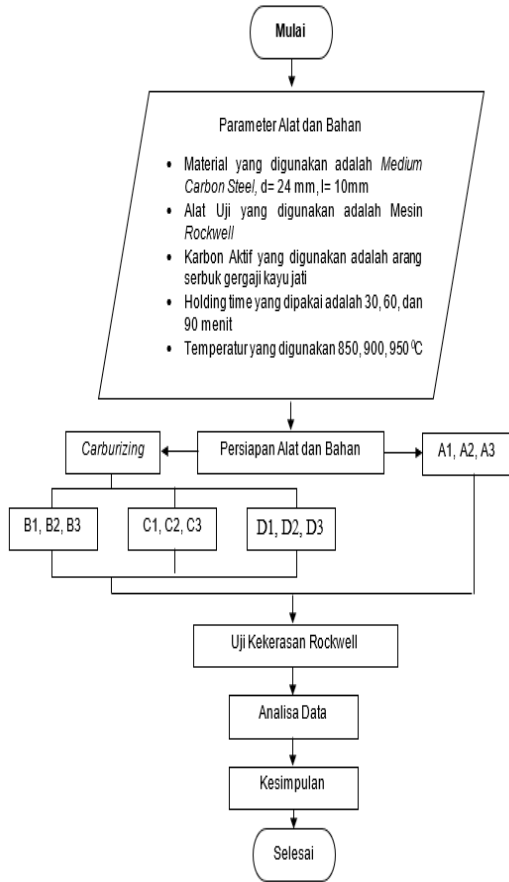 Mulai
Parameter Alat dan Bahan
• Material yang digunakan adalah Medium
Carbon Steel, d= 24 mm, l= 10mm
• Alat Uji yang digunakan adalah Mesin
Rockwell
• Karbon Aktif yang digunakan adalah arang
serbuk gergaji kayu jati
• Holding time yang dipakai adalah 30, 60, dan
90 menit
• Temperatur yang digunakan 850, 900, 950 ⁰C
Carburizing
Persiapan Alat dan Bahan
A1, A2, A3
B1, B2, B3
C1, C2, C3
D1, D2, D3
Uji Kekerasan Rockwell
Analisa Data
Kesimpulan
Selesai